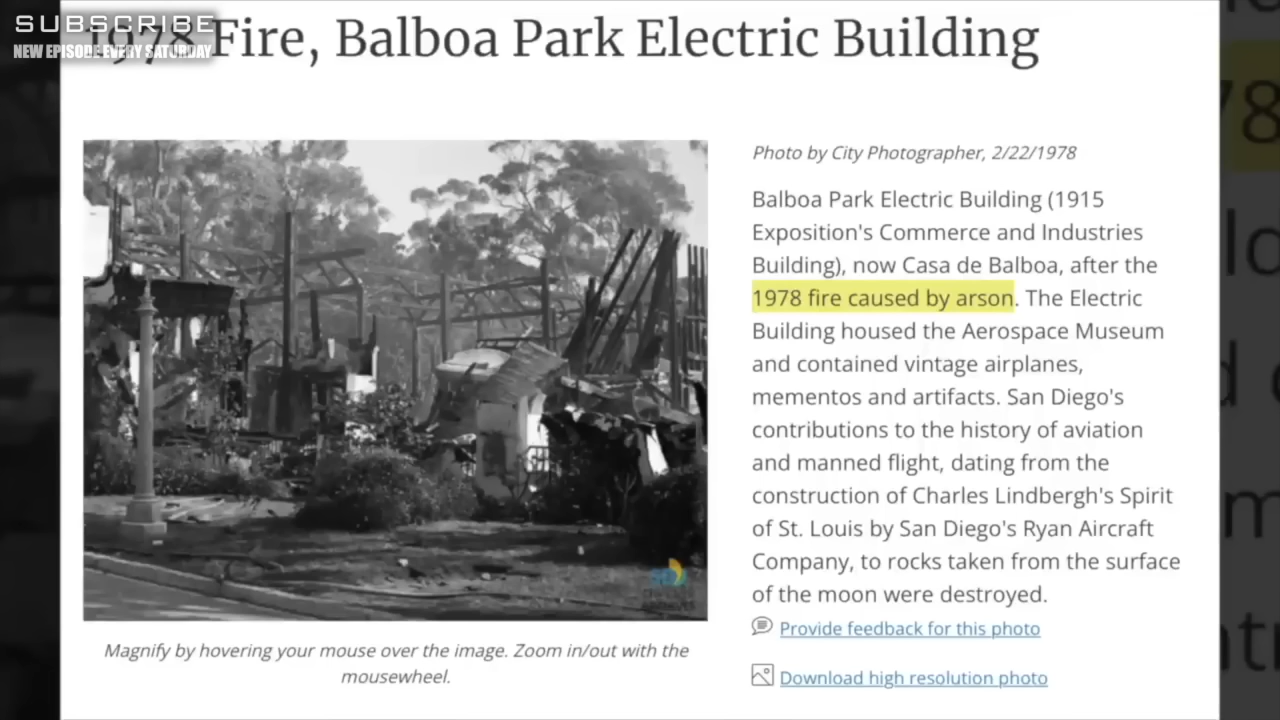 SUBSCRIBE
NEW EPISODE EVERY SATURDAY
1978 Fire, Balboa Park Electric Building
Photo by City Photographer, 2/22/1978
Balboa Park Electric Building (1915
Exposition's Commerce and Industries
Building), now Casa de Balboa, after the
1978 fire caused by arson. The Electric
Building housed the Aerospace Museum
and contained vintage airplanes,
mementos and artifacts. San Diego's
contributions to the history of aviation
and manned flight, dating from the
construction of Charles Lindbergh's Spirit
of St. Louis by San Diego's Ryan Aircraft
Company, to rocks taken from the surface
of the moon were destroyed.
Provide feedback for this photo
Download high resolution photo
Magnify by hovering your mouse over the image. Zoom in/out with the
mousewheel.